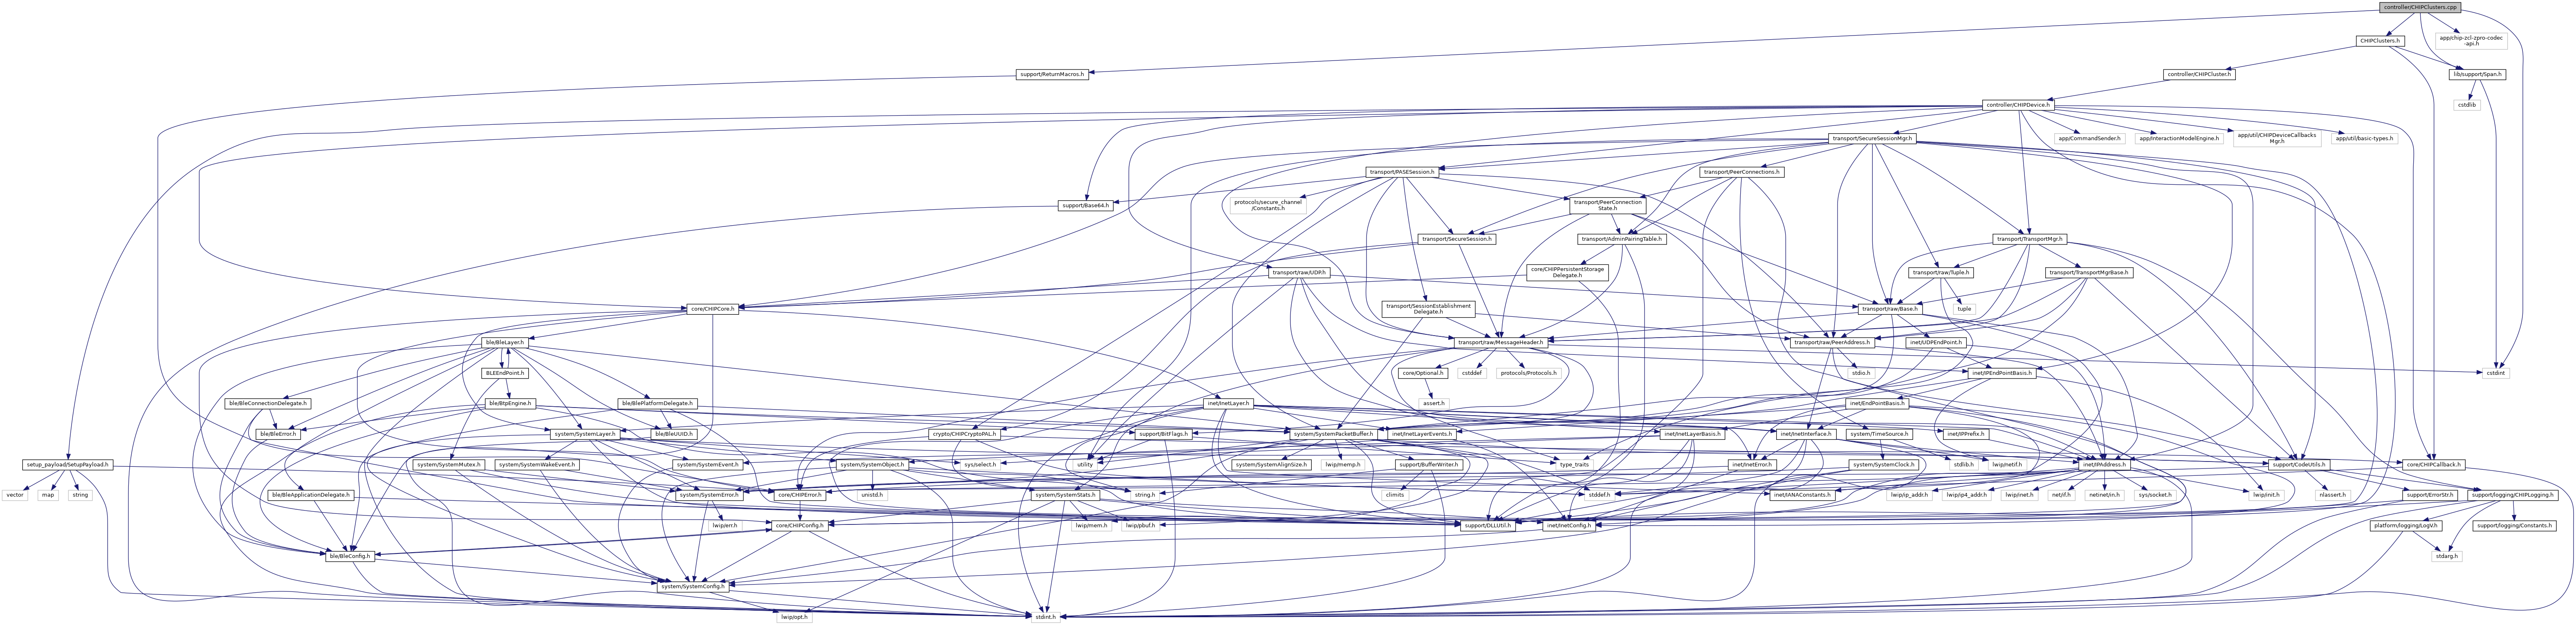 controller/CHIPClusters.cpp
CHIPClusters.h
app/chip-zcl-zpro-codec
-api.h
support/ReturnMacros.h
controller/CHIPCluster.h
lib/support/Span.h
controller/CHIPDevice.h
cstdlib
transport/SecureSessionMgr.h
app/CommandSender.h
app/InteractionModelEngine.h
app/util/CHIPDeviceCallbacks
Mgr.h
app/util/basic-types.h
transport/PASESession.h
transport/PeerConnections.h
support/Base64.h
protocols/secure_channel
/Constants.h
transport/PeerConnection
State.h
transport/SecureSession.h
transport/AdminPairingTable.h
transport/TransportMgr.h
transport/raw/UDP.h
core/CHIPPersistentStorage
Delegate.h
transport/raw/Tuple.h
transport/TransportMgrBase.h
core/CHIPCore.h
transport/SessionEstablishment
Delegate.h
transport/raw/Base.h
tuple
ble/BleLayer.h
transport/raw/MessageHeader.h
transport/raw/PeerAddress.h
inet/UDPEndPoint.h
BLEEndPoint.h
core/Optional.h
cstddef
protocols/Protocols.h
stdio.h
inet/IPEndPointBasis.h
cstdint
ble/BleConnectionDelegate.h
ble/BtpEngine.h
ble/BlePlatformDelegate.h
inet/InetLayer.h
assert.h
inet/EndPointBasis.h
ble/BleError.h
system/SystemLayer.h
ble/BleUUID.h
crypto/CHIPCryptoPAL.h
support/BitFlags.h
system/SystemPacketBuffer.h
inet/InetLayerEvents.h
inet/InetLayerBasis.h
inet/InetInterface.h
system/TimeSource.h
inet/IPPrefix.h
setup_payload/SetupPayload.h
system/SystemMutex.h
system/SystemWakeEvent.h
system/SystemEvent.h
system/SystemObject.h
sys/select.h
utility
system/SystemAlignSize.h
lwip/memp.h
support/BufferWriter.h
type_traits
inet/InetError.h
system/SystemClock.h
stdlib.h
lwip/netif.h
inet/IPAddress.h
support/CodeUtils.h
core/CHIPCallback.h
vector
map
string
ble/BleApplicationDelegate.h
system/SystemError.h
core/CHIPError.h
unistd.h
system/SystemStats.h
string.h
climits
stddef.h
inet/IANAConstants.h
lwip/ip_addr.h
lwip/ip4_addr.h
lwip/inet.h
net/if.h
netinet/in.h
sys/socket.h
lwip/init.h
nlassert.h
support/ErrorStr.h
support/logging/CHIPLogging.h
lwip/err.h
core/CHIPConfig.h
lwip/mem.h
lwip/pbuf.h
support/DLLUtil.h
inet/InetConfig.h
platform/logging/LogV.h
support/logging/Constants.h
ble/BleConfig.h
stdarg.h
system/SystemConfig.h
lwip/opt.h
stdint.h